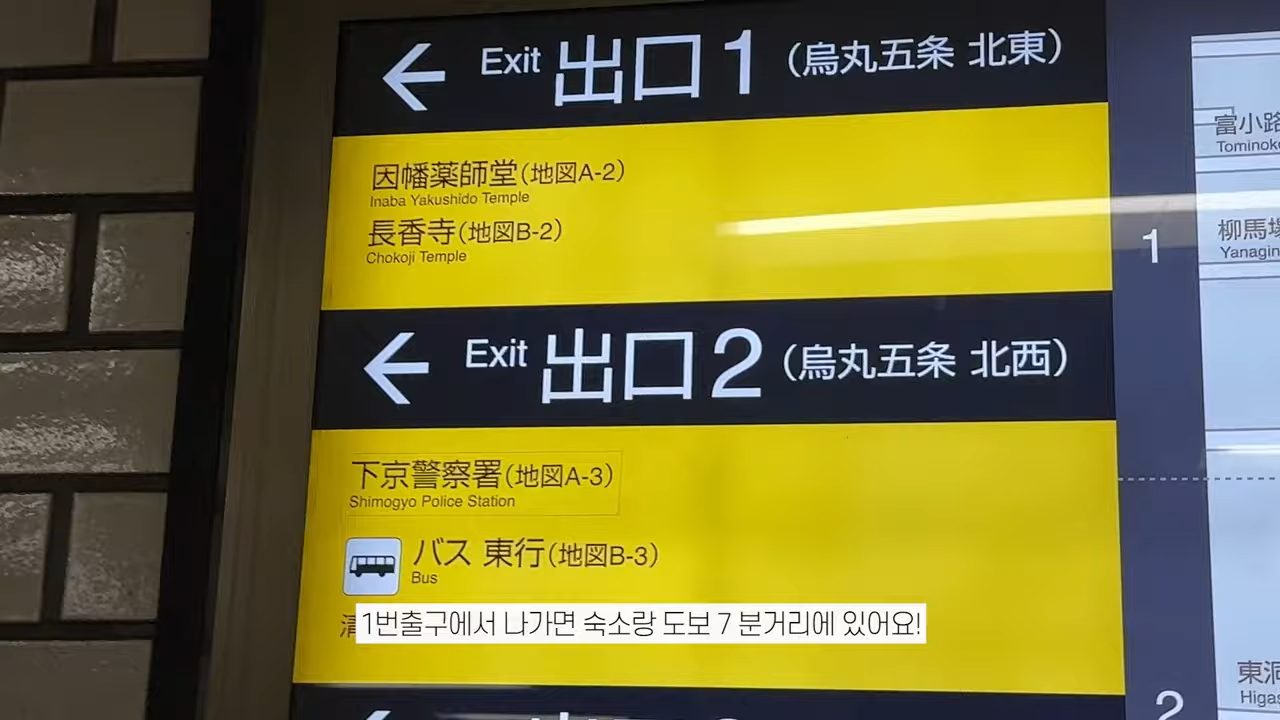 ← Exit 出口1 (烏丸五条 北東)
因幡薬師堂(地図A-2)
Inaba Yakushido Temple
長香寺(地図B-2)
Chokoji Temple
← Exit 出口2 (烏丸五条 北西)
下京警察署(地図A-3)
Shimogyo Police Station
バス 東行(地図B-3)
Bus
清
1번출구에서 나가면 숙소랑 도보 7 분거리에 있어요!
富小路
Tominok
1
柳馬場
Yanagin
東洞
Higas
2